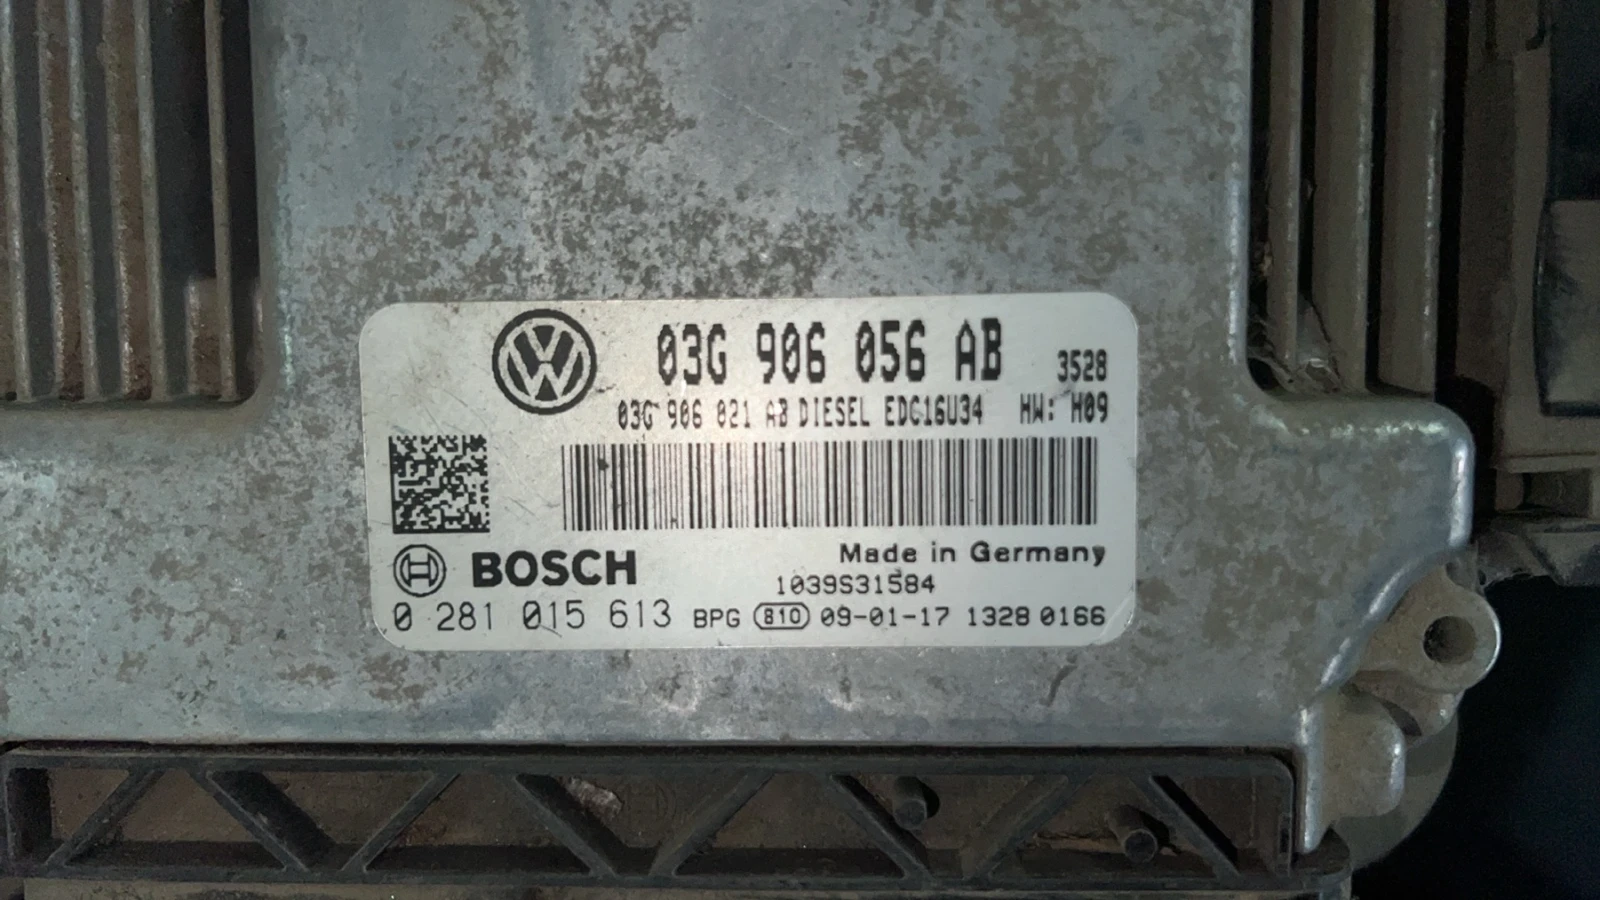 03G 906 056 AB 3528
03G 906 021 AB DIESEL EDC16U34 HW: H09
BOSCH
Made in Germany
1039S31584
0 281 015 613 BPG 810 09-01-17 1328 0166